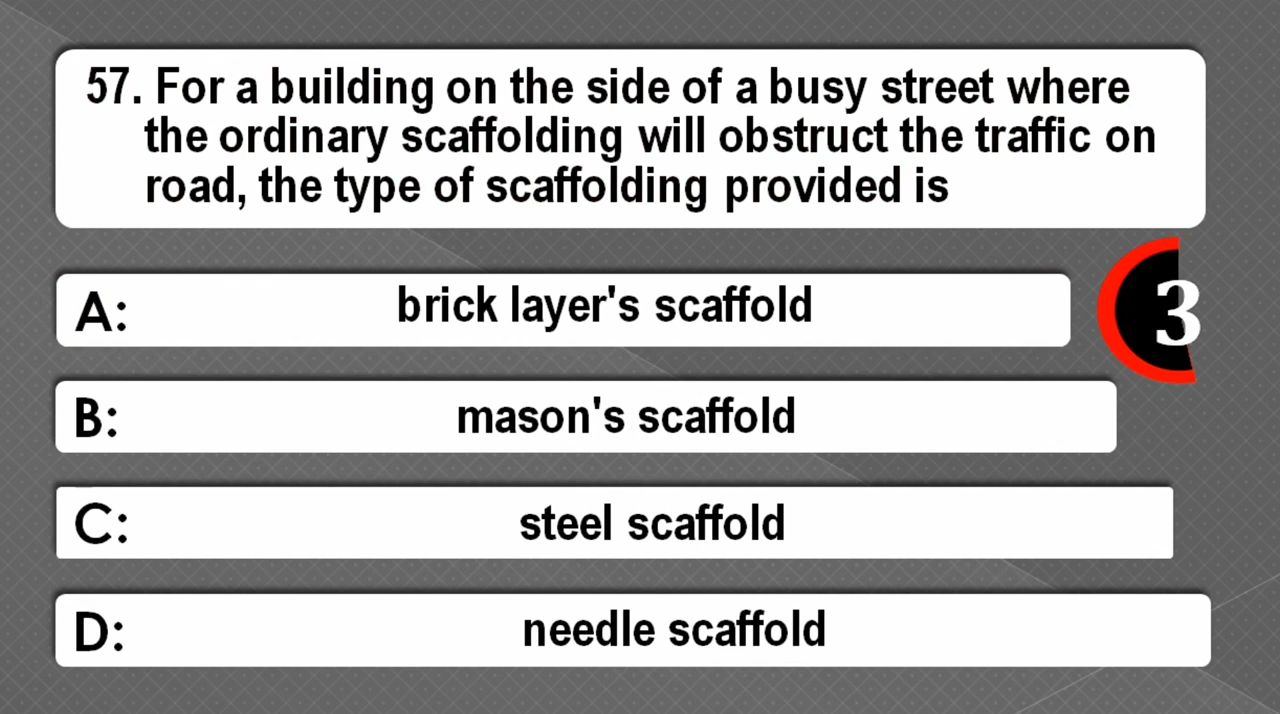 57. For a building on the side of a busy street where
the ordinary scaffolding will obstruct the traffic on
road, the type of scaffolding provided is
A: brick layer's scaffold
3
B: mason's scaffold
C: steel scaffold
D: needle scaffold